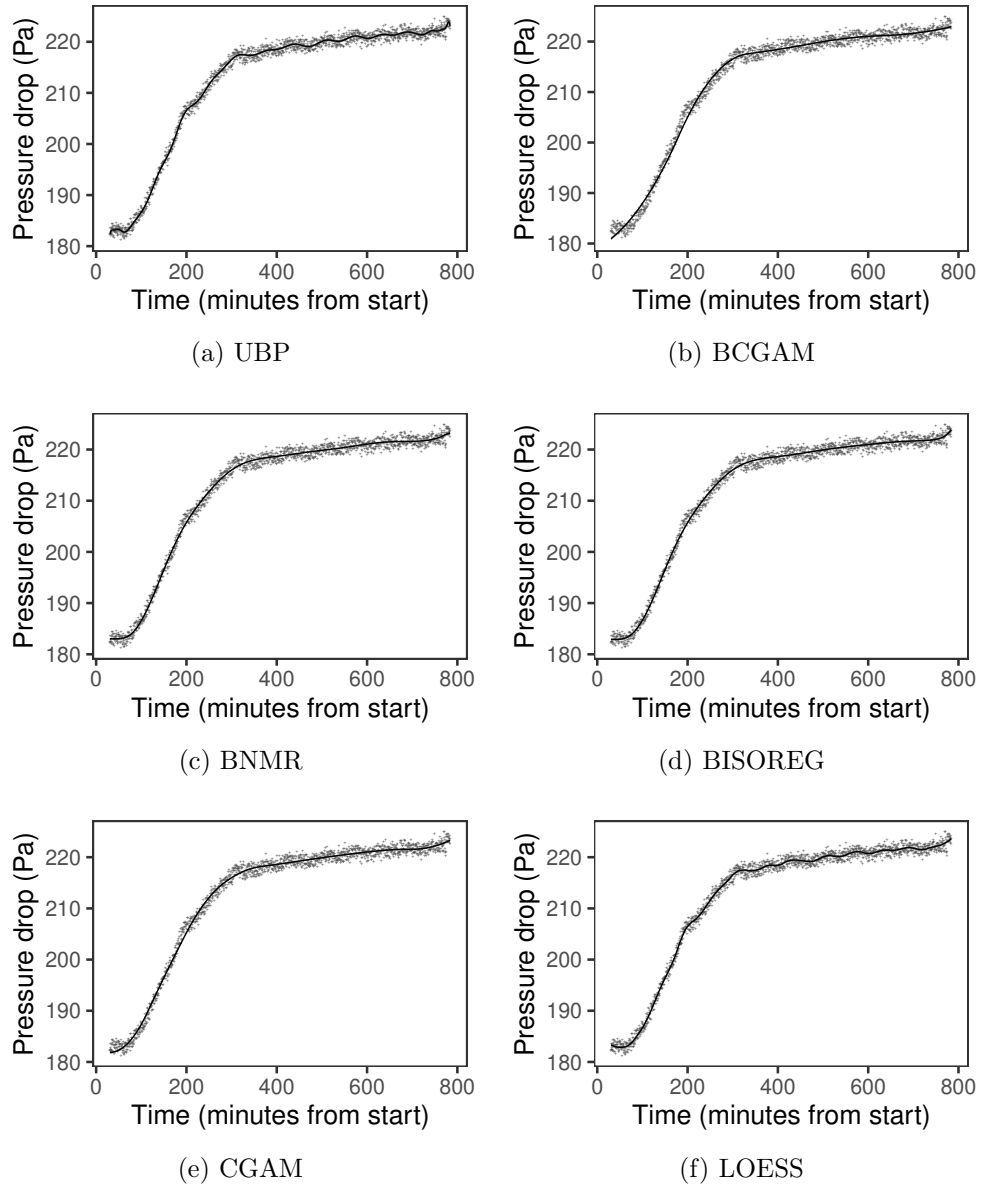 Pressure drop (Pa)
220
210
200
190
180
0 200 400 600 800
Time (minutes from start)
(a) UBP
Pressure drop (Pa)
220
210
200
190
180
0 200 400 600 800
Time (minutes from start)
(b) BCGAM
Pressure drop (Pa)
220
210
200
190
180
0 200 400 600 800
Time (minutes from start)
(c) BNMR
Pressure drop (Pa)
220
210
200
190
180
0 200 400 600 800
Time (minutes from start)
(d) BISOREG
Pressure drop (Pa)
220
210
200
190
180
0 200 400 600 800
Time (minutes from start)
(e) CGAM
Pressure drop (Pa)
220
210
200
190
180
0 200 400 600 800
Time (minutes from start)
(f) LOESS